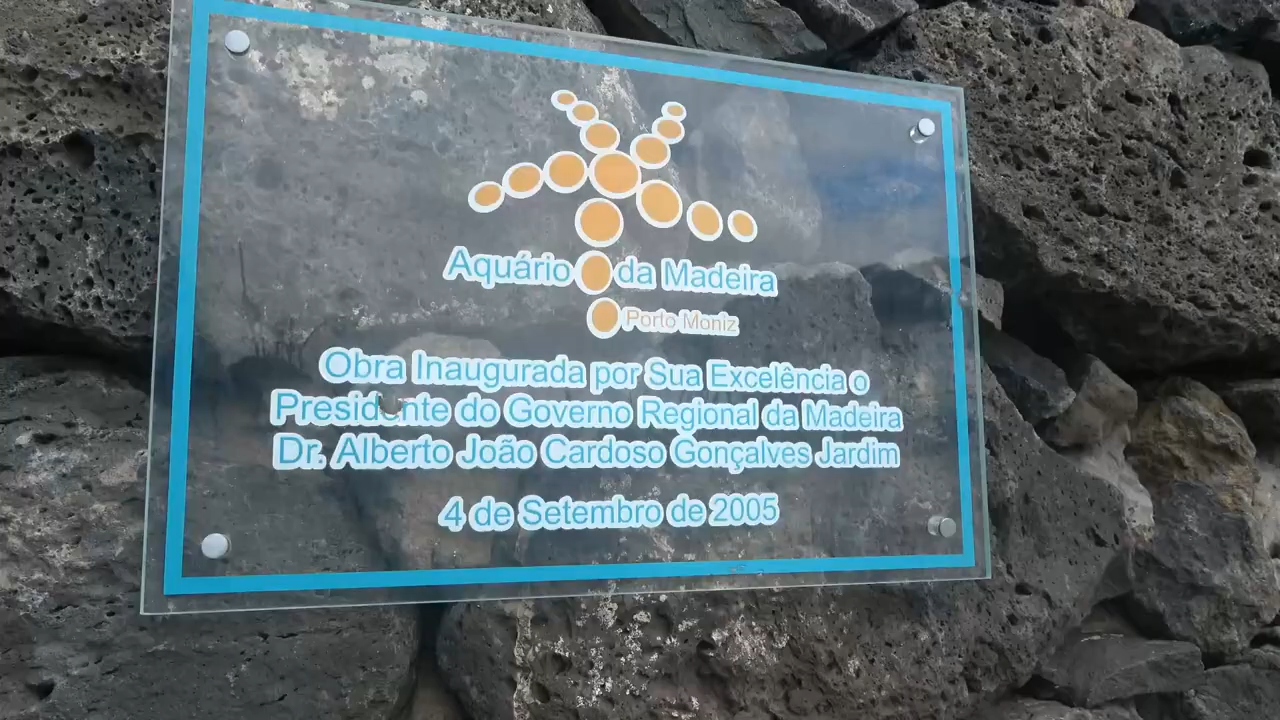 Aquário da Madeira
Porto Moniz
Obra Inaugurada por Sua Excelência o
Presidente do Governo Regional da Madeira
Dr. Alberto João Cardoso Gonçalves Jardim
4 de Setembro de 2005